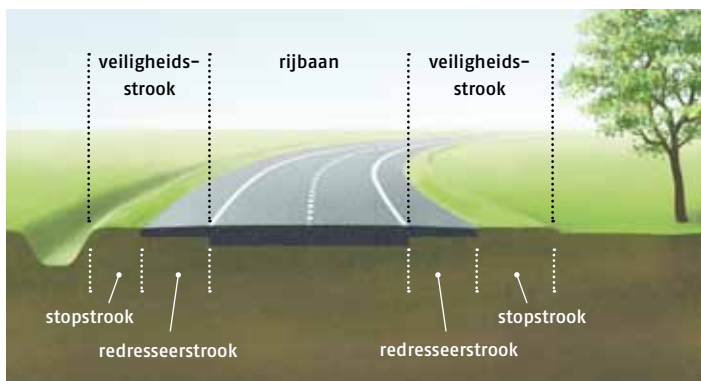 veiligheids-
strook
rijbaan
veiligheids-
strook
stopstrook
redresseerstrook
redresseerstrook
stopstrook